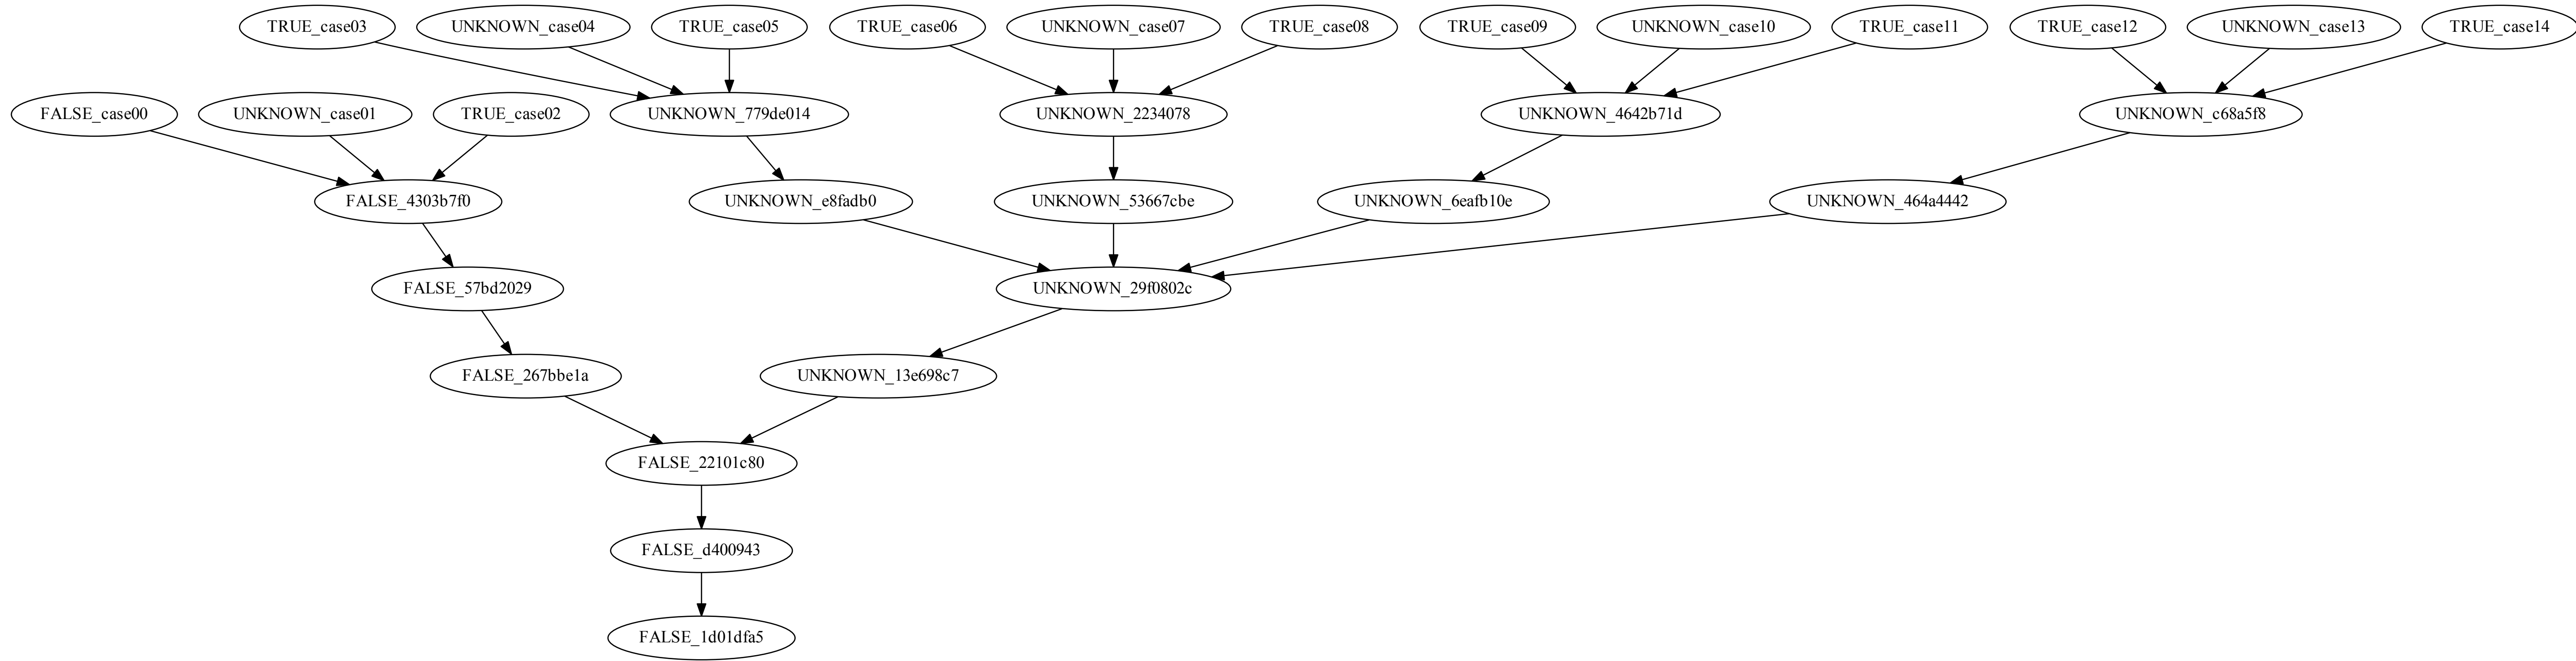 TRUE_case03
UNKNOWN_case04
TRUE_case05
TRUE_case06
UNKNOWN_case07
TRUE_case08
TRUE_case09
UNKNOWN_case10
TRUE_case11
TRUE_case12
UNKNOWN_case13
TRUE_case14
FALSE_case00
UNKNOWN_case01
TRUE_case02
UNKNOWN_779de014
UNKNOWN_2234078
UNKNOWN_4642b71d
UNKNOWN_c68a5f8
FALSE_4303b7f0
UNKNOWN_e8fadb0
UNKNOWN_53667cbe
UNKNOWN_6eafb10e
UNKNOWN_464a4442
FALSE_57bd2029
UNKNOWN_29f0802c
FALSE_267bbe1a
UNKNOWN_13e698c7
FALSE_22101c80
FALSE_d400943
FALSE_1d01dfa5